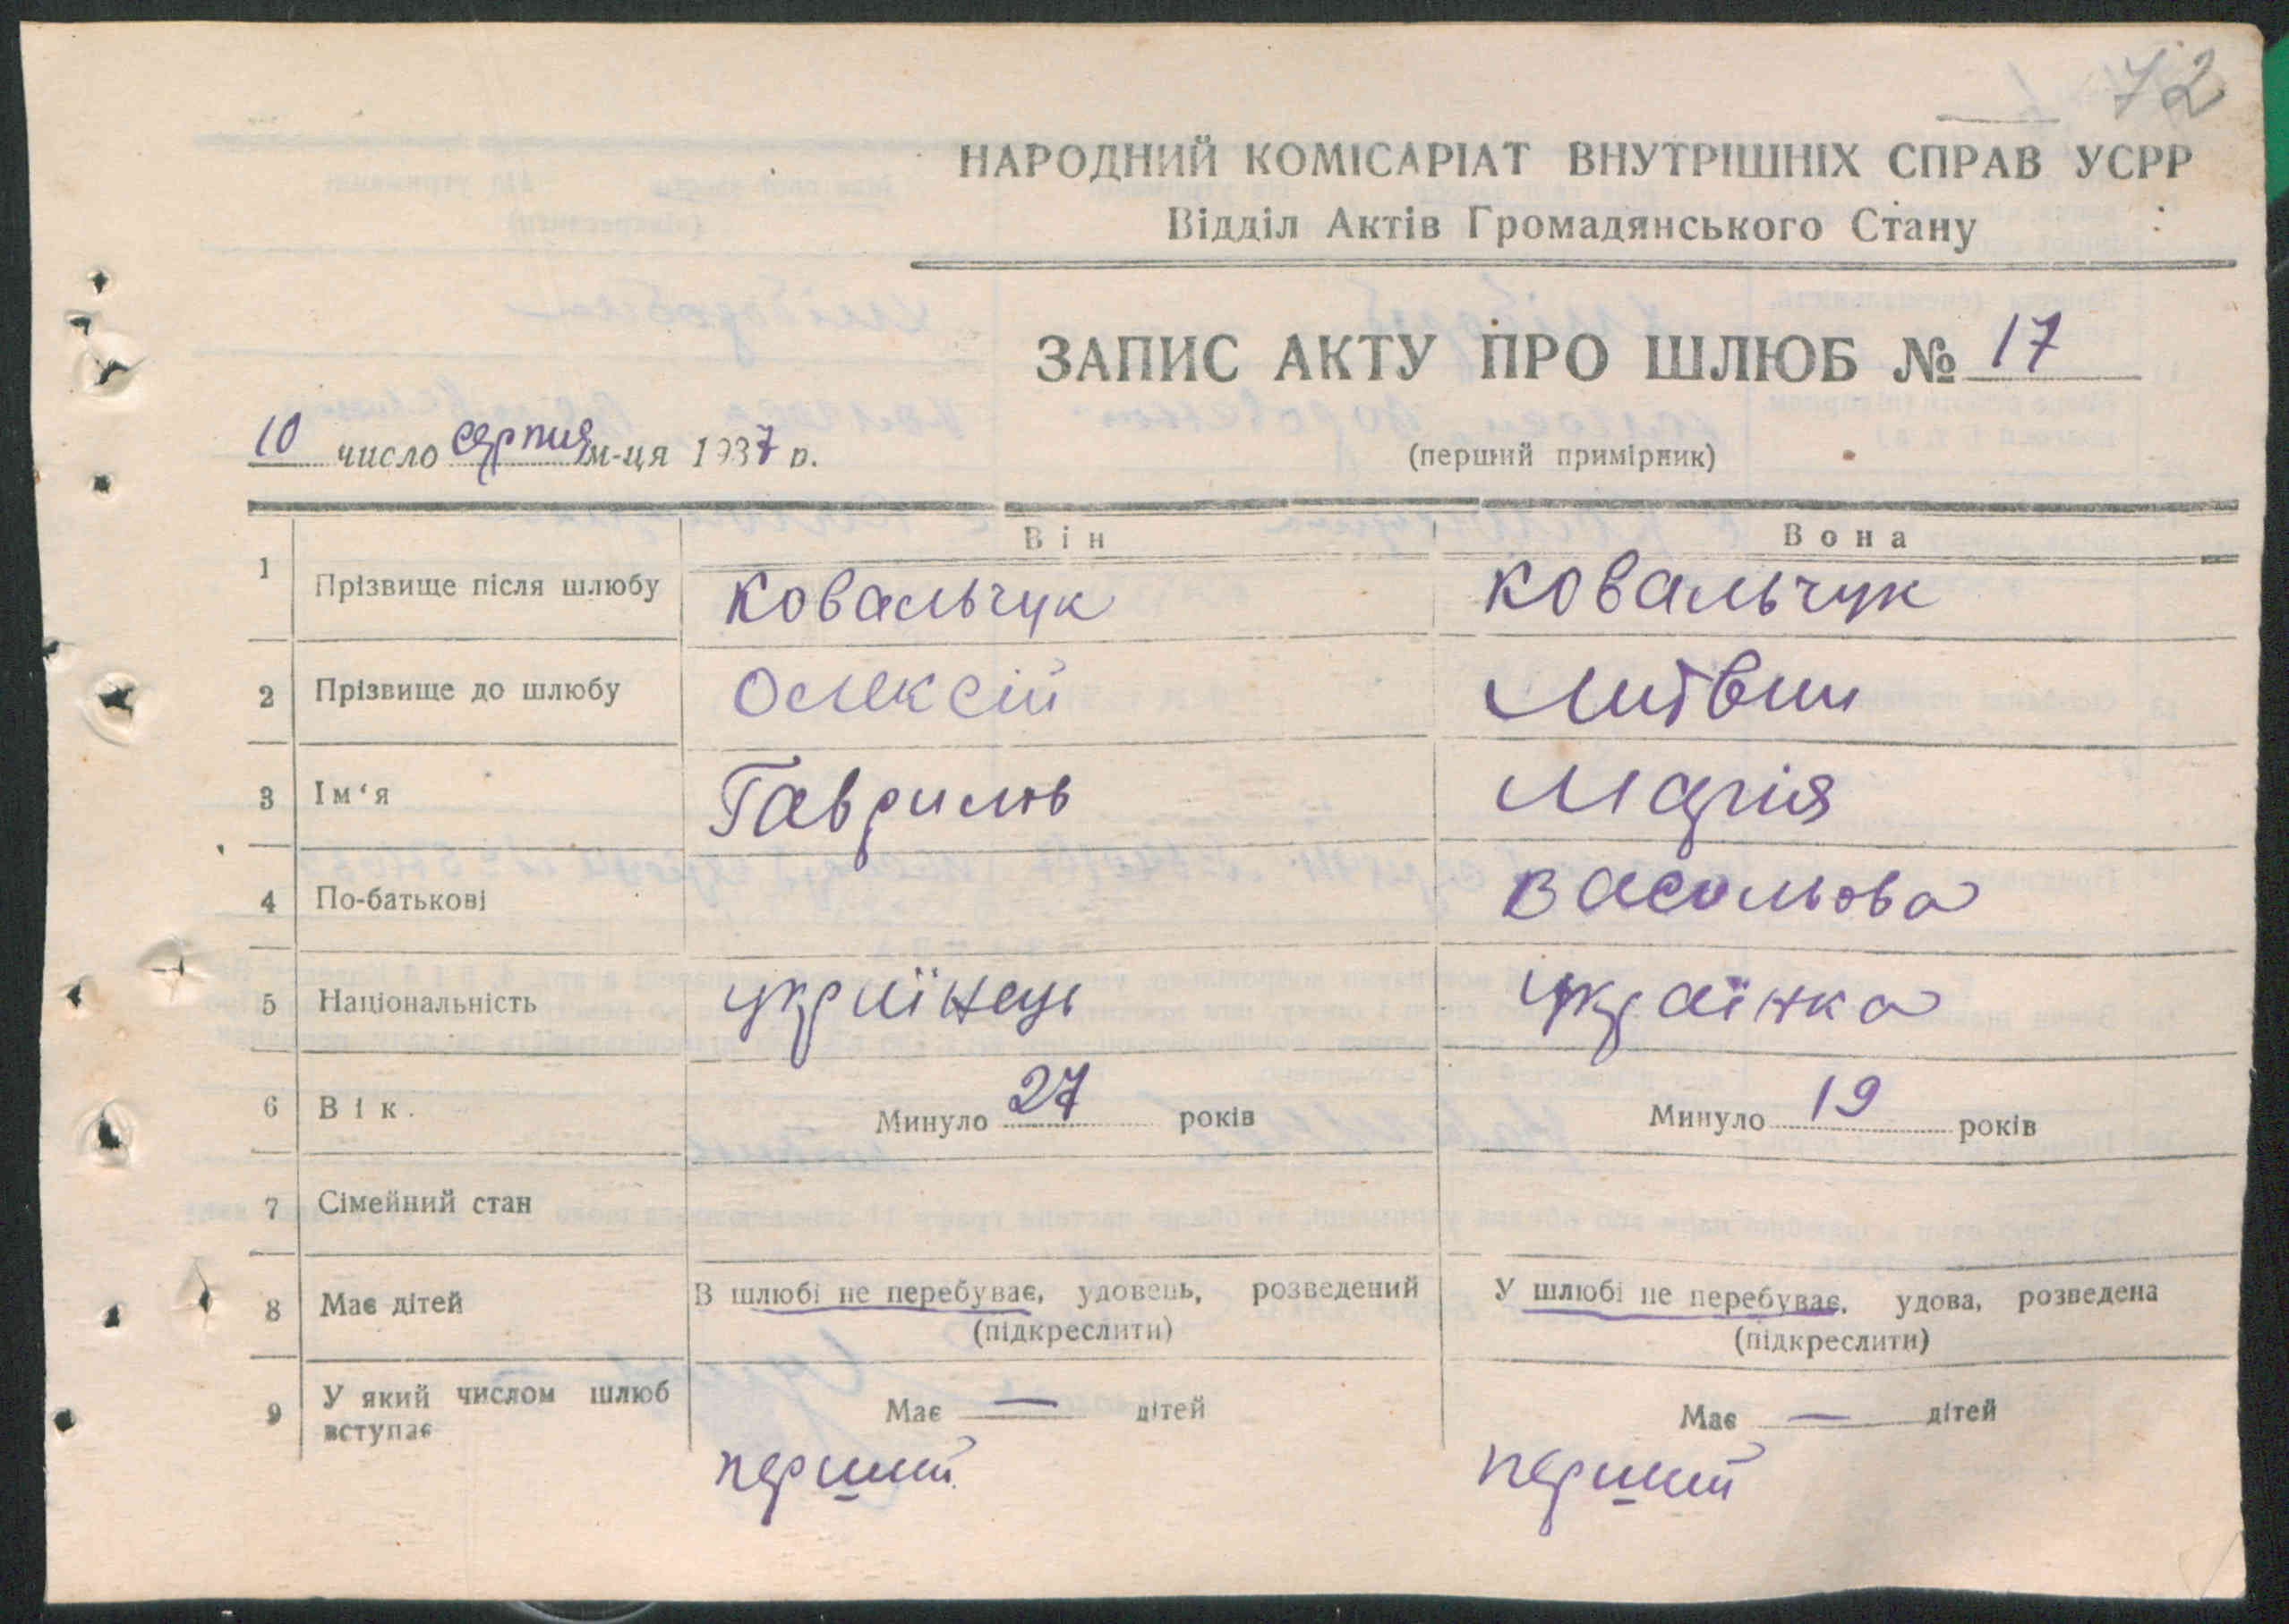 72
НАРОДНИЙ КОМІСАРІАТ ВНУТРІШНІХ СПРАВ УСРР
Відділ Актів Громадянського Стану
ЗАПИС АКТУ ПРО ШЛЮБ № 17
10 число серпня м-ця 1937 р.
(перший примірник)
Він Вона
1 Прізвище після шлюбу Ковальчук Ковальчук
2 Прізвище до шлюбу Олексій Литвин
3 Ім‘я Гаврилов Марія
4 По-батькові Васильова
5 Національність українець українка
6 Вік. Минуло 27 років Минуло 19 років
7 Сімейний стан
8 Має дітей В шлюбі не перебуває, удовець, розведений У шлюбі не перебуває, удова, розведена
(підкреслити) (підкреслити)
9 У який числом шлюб вступає Має — дітей Має — дітей
перший перший